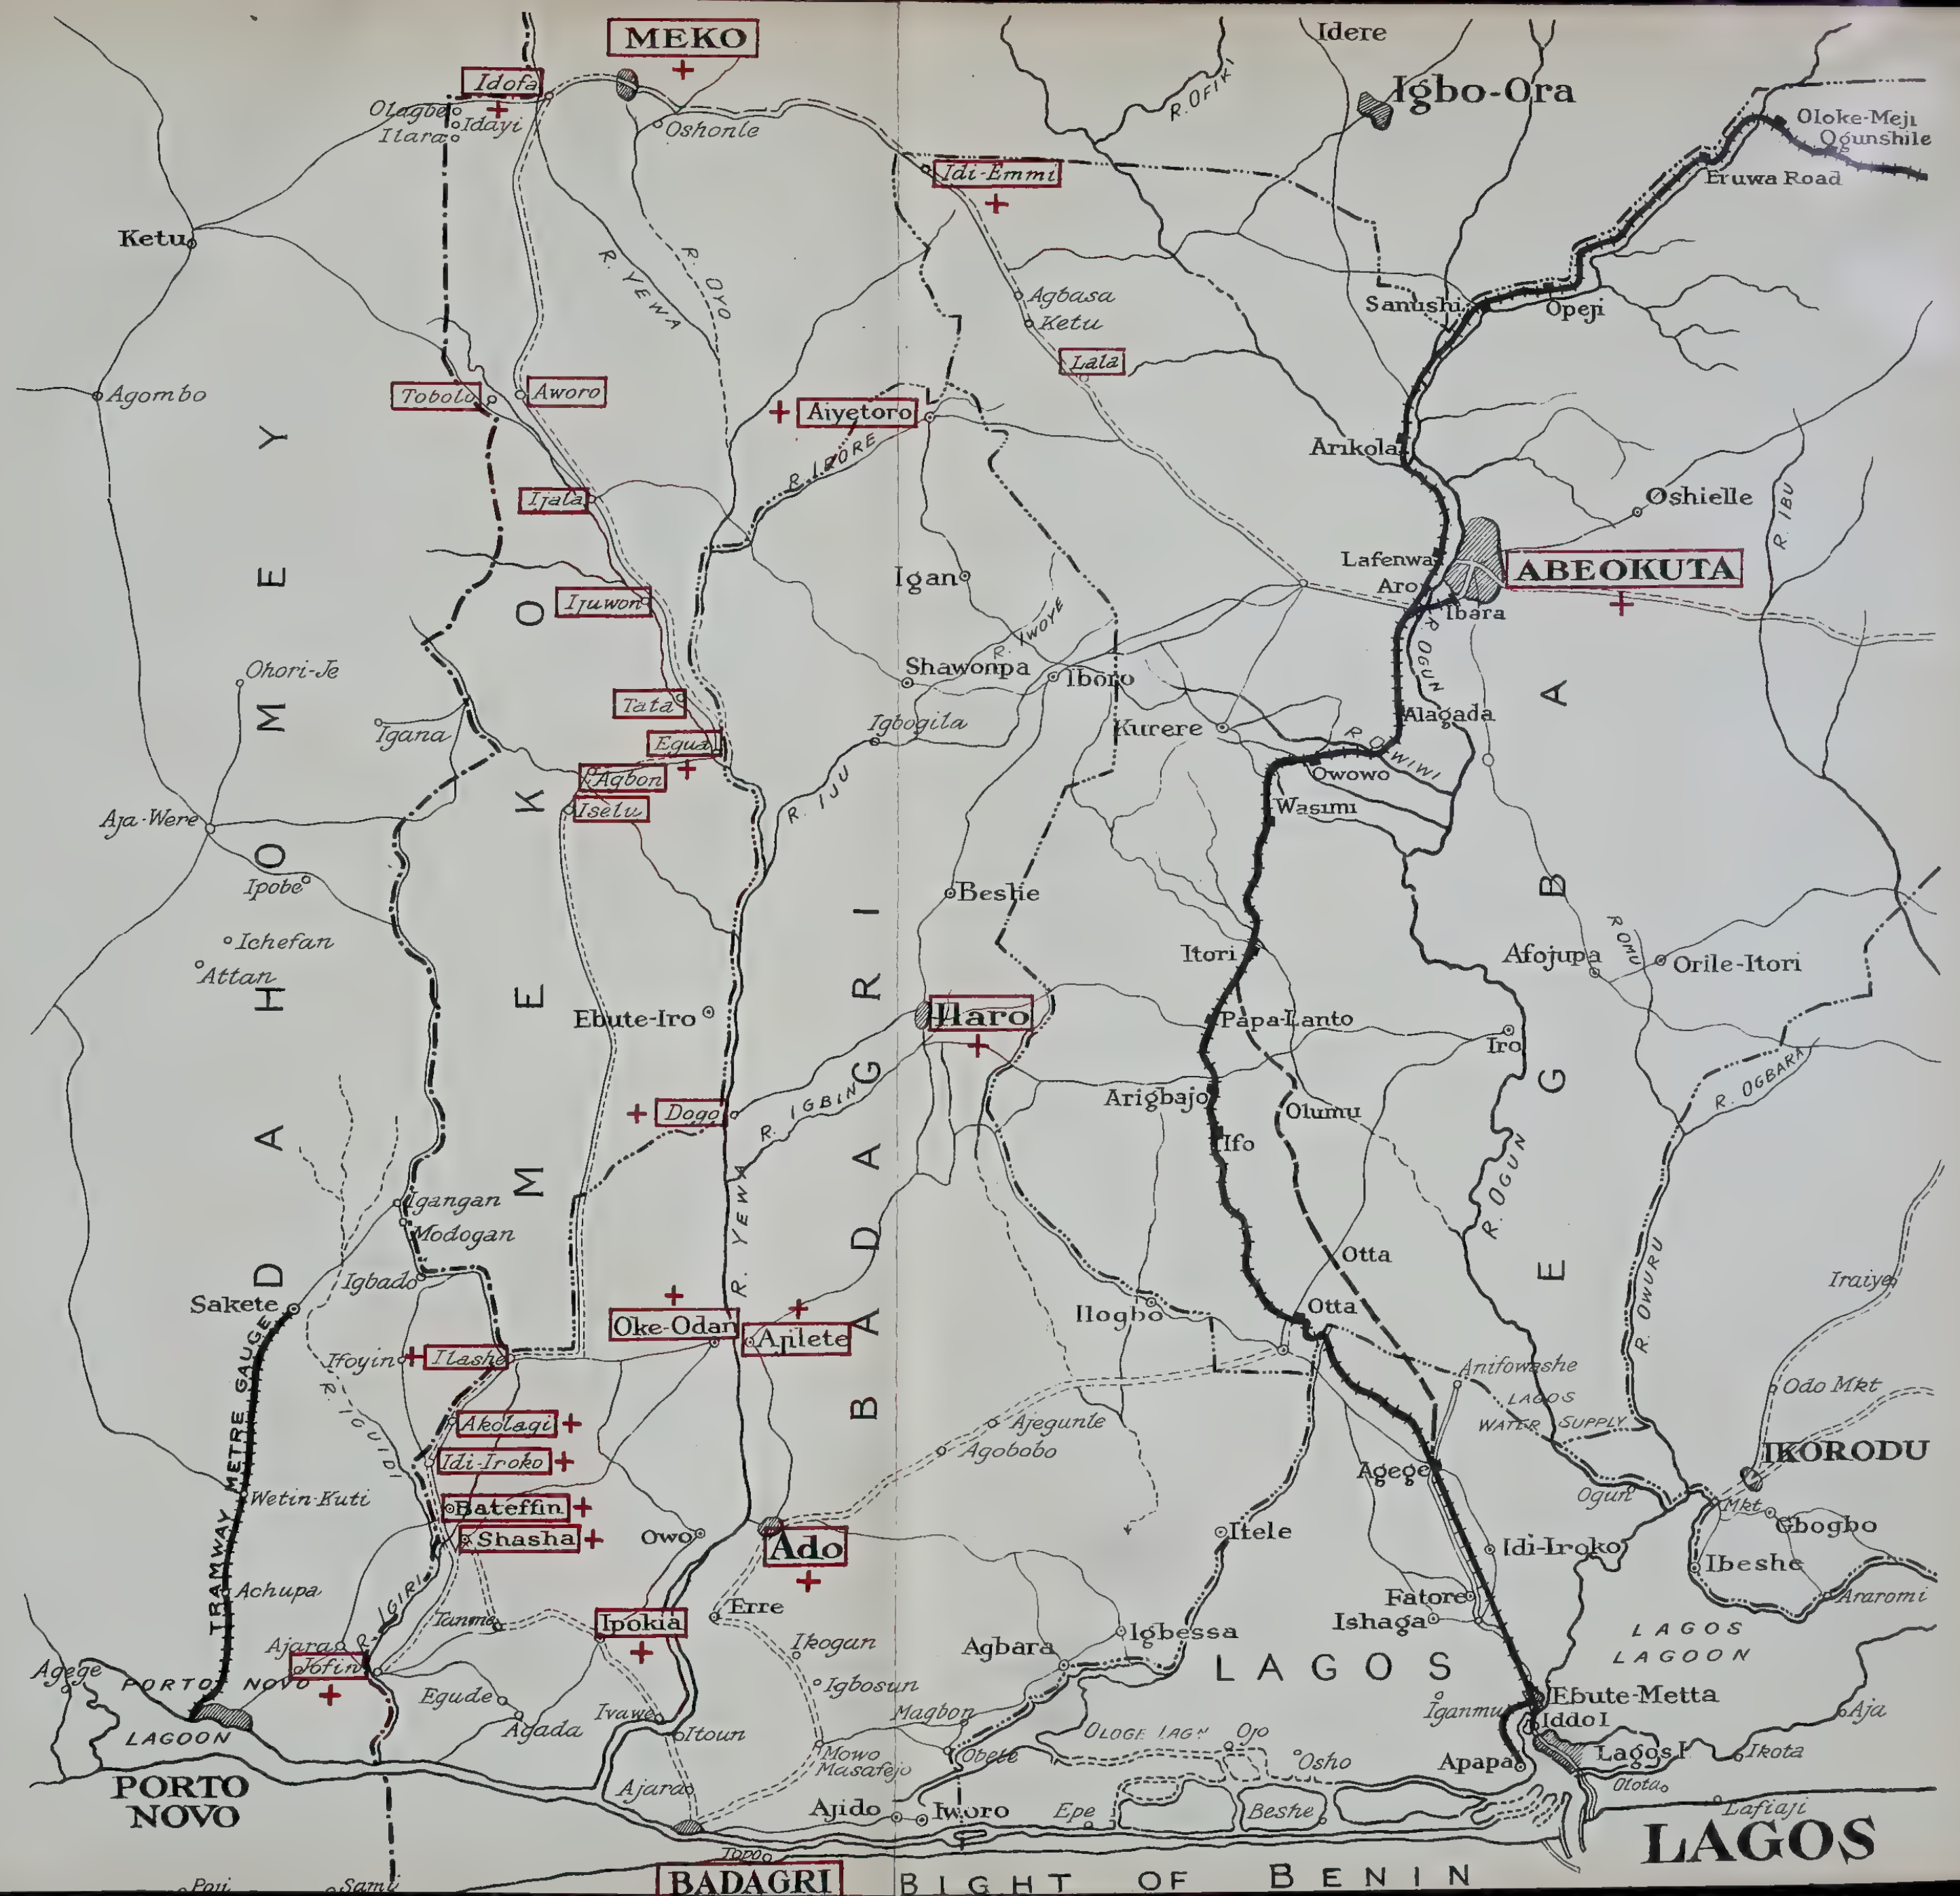 MEKO
Idere
Idofa
Igbo-Ora
R. OFIKI
Olagbe
Idayi
Ilara
Oshonle
Oloke-Meji
Ogunshile
Eruwa Road
Idi-Emmi
Ketu
R. YEWA
R. OYO
Agbasa
Ketu
Sanushi
Opeji
Lala
Agombo
Tobolu
Aworo
Aiyetoro
Arikola
Ijala
Oshielle
R. IBU
Igan
Lafenwa
Aro
Ibara
ABEOKUTA
Ijuwon
R. IWOYE
R. OGUN
Ohori-Je
Shawonpa
Iboro
Tata
Igana
Igbogila
Kurere
Alagada
Egua
R. OWIWI
Agbon
Owowo
Iselu
R. IJU
Wasimi
Aja-Were
Ipobe
Beshe
Ichefan
Attan
Itori
Afojupa
R OMU
Orile-Itori
Ebute-Iro
Ilaro
Papa-Lanto
Iro
Dogo
R. IGBIN
Arigbajo
Olumu
R. OGBARA
Ifo
R. OGUN
Igangan
Modogan
R. YEWA
Igbado
Otta
R. OWURU
Iraiye
Sakete
Oke-Odan
Ajilete
Ilogbo
Otta
Ifoyin
Ilashe
Anifowashe
LAGOS
WATER SUPPLY
Odo Mkt
Akolagi
Ajegunle
Agobobo
IKORODU
Idi-Iroko
Agege
TRAMWAY METRE GAUGE
Wetin-Kuti
Bateffin
Ogun
Mkt
Gbogbo
Shasha
Owo
Ado
Itele
Idi-Iroko
Ibeshe
Achupa
R. IGIRI
Tanme
Ipokia
Erre
Fatore
Ishaga
Araromi
Ajara
Jofin
Ikogun
Agbara
Igbessa
LAGOS
LAGOON
Agege
PORTO NOVO
LAGOON
Egude
Agada
Igbosun
LAGOS
Iganmu
Ebute-Metta
Iddo I
Ivawe
Itoun
Magbon
Obele
OLOGE LAGN
Ojo
Osho
Apapa
Lagos I
Ikota
Aja
Mowo
Masafejo
PORTO
NOVO
Ajara
Ajido
Iworo
Epe
Beshe
Olota
Lafiaji
LAGOS
Topo
BADAGRI
BIGHT OF BENIN
DAHOMEY
MEKO
BADAGRI
EGBA